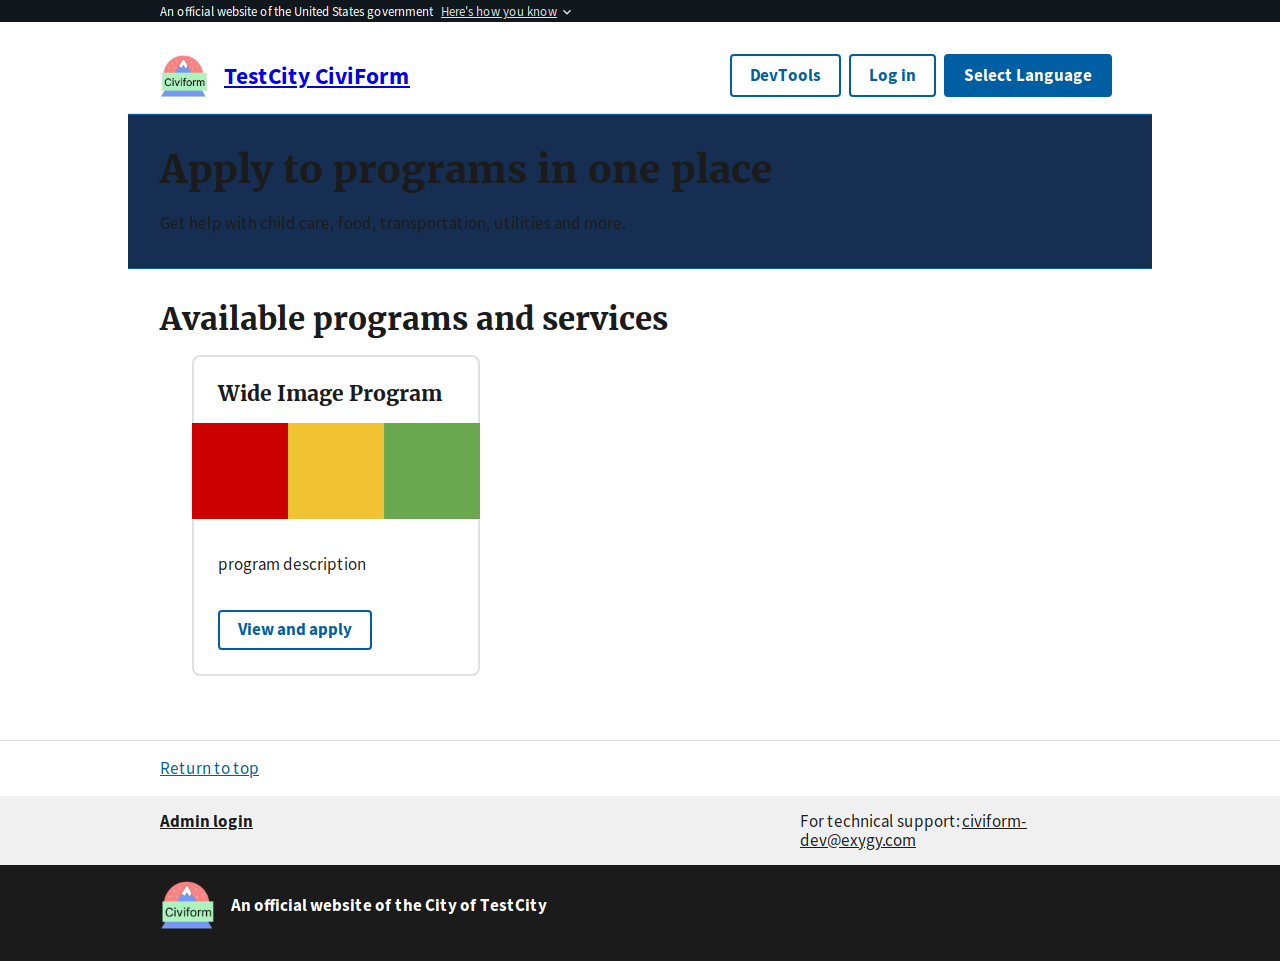 An official website of the United States government Here's how you know
Civiform
TestCity CiviForm
DevTools
Log in
Select Language
Apply to programs in one place
Get help with child care, food, transportation, utilities and more.
Available programs and services
Wide Image Program
program description
View and apply
Return to top
Admin login
For technical support: civiform-
dev@exygy.com
Civiform
An official website of the City of TestCity